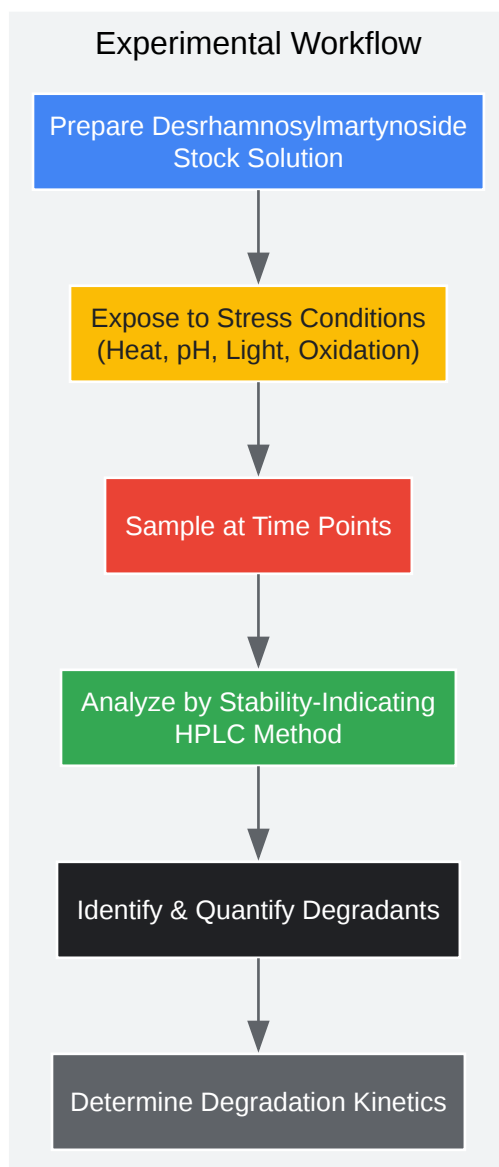 Experimental Workflow
Prepare Desrhamnosylmartynoside
Stock Solution
Expose to Stress Conditions
(Heat, pH, Light, Oxidation)
Sample at Time Points
Analyze by Stability-Indicating
HPLC Method
Identify & Quantify Degradants
Determine Degradation Kinetics